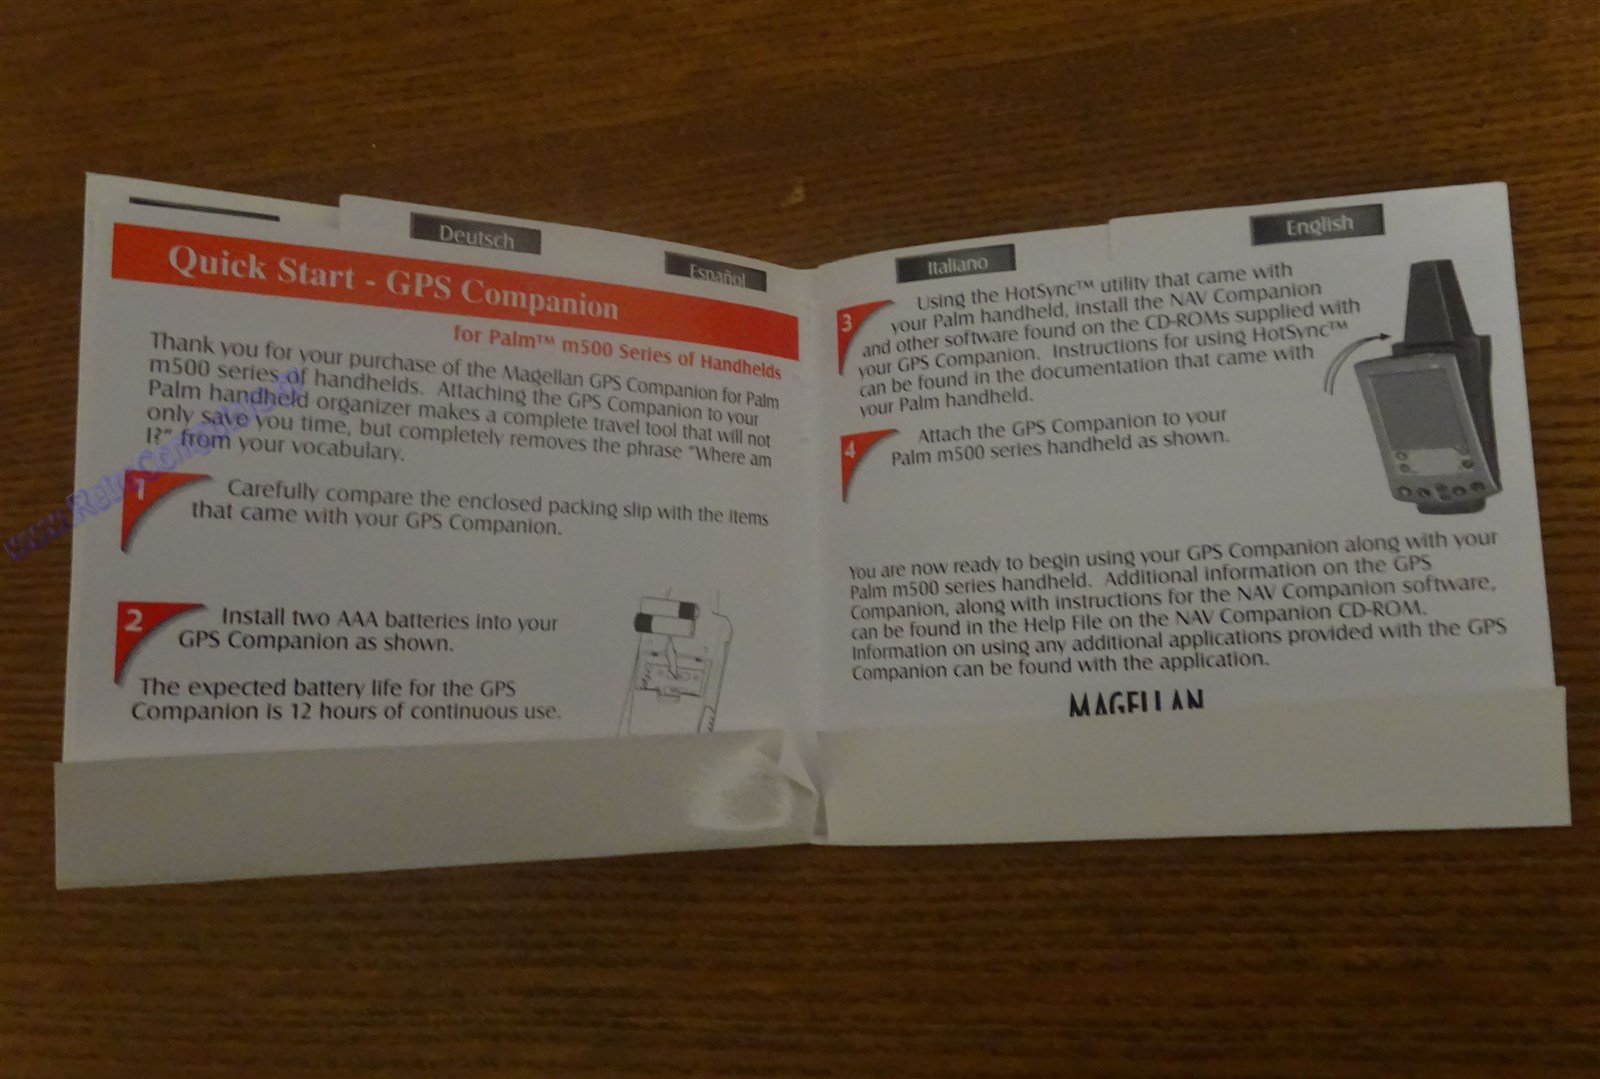 Deutsch
Español
Quick Start - GPS Companion
for Palm™ m500 Series of Handhelds
Thank you for your purchase of the Magellan GPS Companion for Palm
m500 series of handhelds. Attaching the GPS Companion to your
Palm handheld organizer makes a complete travel tool that will not
only save you time, but completely removes the phrase "Where am
I?" from your vocabulary.
1
Carefully compare the enclosed packing slip with the items
that came with your GPS Companion.
2
Install two AAA batteries into your
GPS Companion as shown.
The expected battery life for the GPS
Companion is 12 hours of continuous use.
Italiano
English
3
Using the HotSync™ utility that came with
your Palm handheld, install the NAV Companion
and other software found on the CD-ROMs supplied with
your GPS Companion. Instructions for using HotSync™
can be found in the documentation that came with
your Palm handheld.
4
Attach the GPS Companion to your
Palm m500 series handheld as shown.
You are now ready to begin using your GPS Companion along with your
Palm m500 series handheld. Additional information on the GPS
Companion, along with instructions for the NAV Companion software,
can be found in the Help File on the NAV Companion CD-ROM.
Information on using any additional applications provided with the GPS
Companion can be found with the application.
MAGELLAN